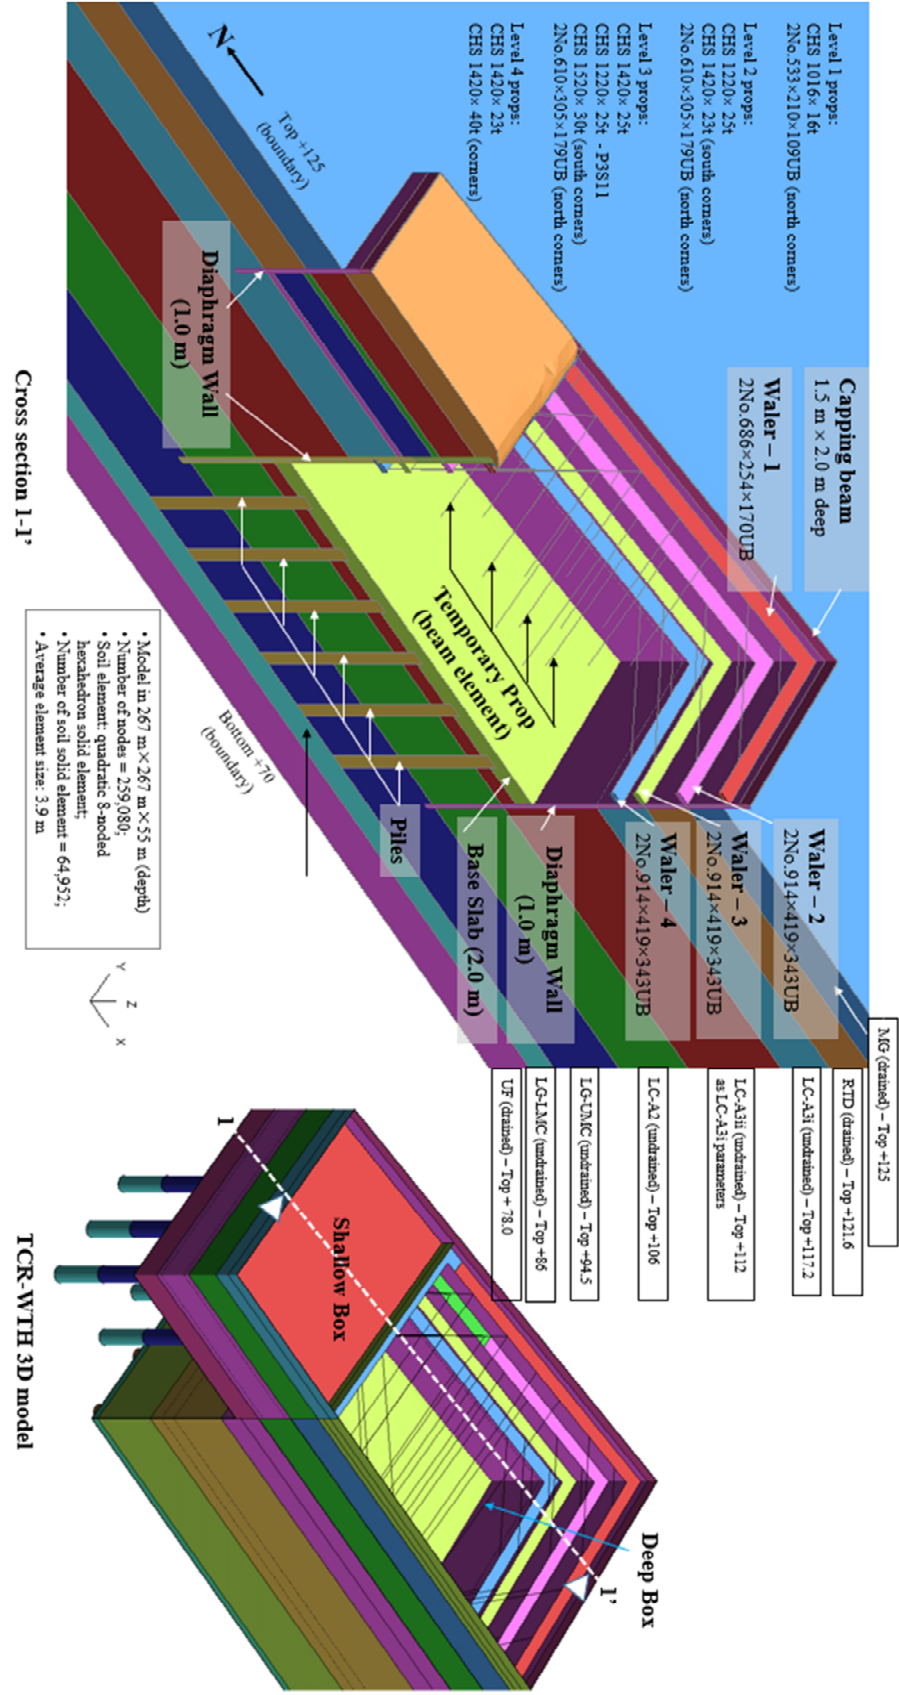 Level 1 props:
CHS 1016× 16t
2No.533×210×109UB (north corners)
Level 2 props:
CHS 1220× 25t
CHS 1420× 23t (south corners)
2No.610×305×179UB (north corners)
Level 3 props:
CHS 1420× 25t
CHS 1220× 25t - P3S11
CHS 1520× 30t (south corners)
2No.610×305×179UB (north corners)
Level 4 props:
CHS 1420× 23t
CHS 1420× 40t (corners)
N
Top +125
(boundary)
Capping beam
1.5 m × 2.0 m deep
Waler – 1
2No.686×254×170UB
Diaphragm Wall
(1.0 m)
Temporary Prop
(beam element)
Waler – 2
2No.914×419×343UB
Waler – 3
2No.914×419×343UB
Waler – 4
2No.914×419×343UB
Diaphragm Wall
(1.0 m)
Base Slab (2.0 m)
Piles
Bottom +70
(boundary)
MG (drained) – Top +125
RTD (drained) – Top +121.6
LC-A3i (undrained) – Top +117.2
LC-A3ii (undrained) – Top +112
as LC-A3i parameters
LC-A2 (undrained) – Top +106
LG-UMC (undrained) – Top +94.5
LG-LMC (undrained) – Top +86
UF (drained) – Top + 78.0
• Model in 267 m×267 m×55 m (depth)
• Number of nodes = 259,080;
• Soil element: quadratic 8-noded
hexahedron solid element;
• Number of soil solid element = 64,952;
• Average element size: 3.9 m
Y
Z
X
Cross section 1-1’
1
Shallow Box
Deep Box
1’
TCR-WTH 3D model